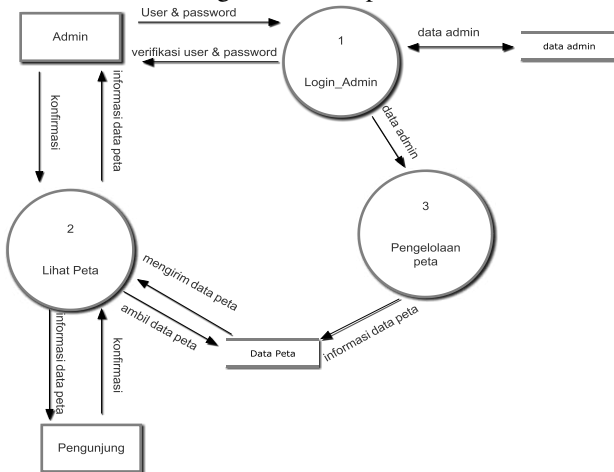 User & password
Admin
1
data admin
data admin
verifikasi user & password
Login_Admin
konfirmasi
informasi data peta
data admin
2
3
Lihat Peta
Pengelolaan
peta
mengirim data peta
ambil data peta
informasi data peta
konfirmasi
Data Peta
informasi data peta
Pengunjung